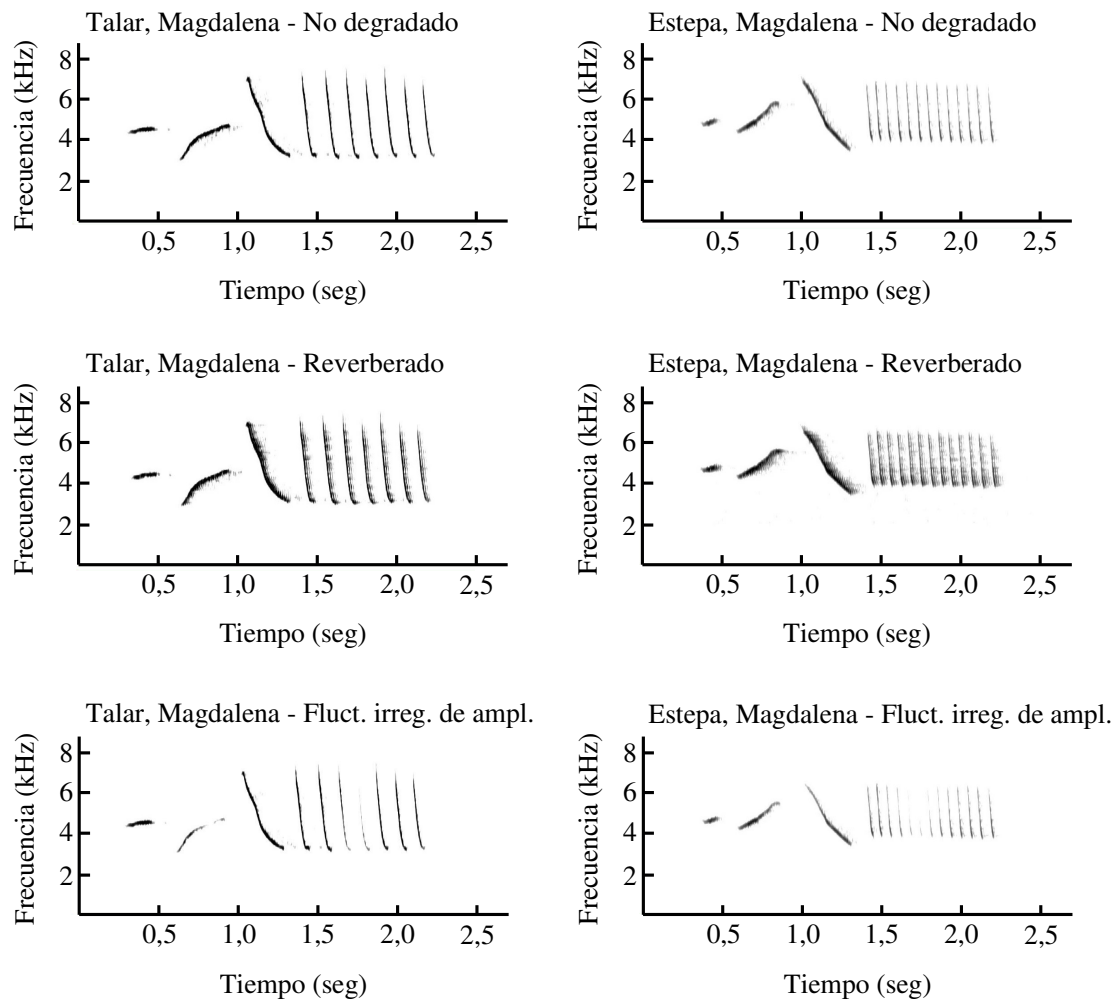 Talar, Magdalena - No degradado
Frecuencia (kHz)
8
6
4
2
0,5 1,0 1,5 2,0 2,5
Tiempo (seg)
Estepa, Magdalena - No degradado
Frecuencia (kHz)
8
6
4
2
0,5 1,0 1,5 2,0 2,5
Tiempo (seg)
Talar, Magdalena - Reverberado
Frecuencia (kHz)
8
6
4
2
0,5 1,0 1,5 2,0 2,5
Tiempo (seg)
Estepa, Magdalena - Reverberado
Frecuencia (kHz)
8
6
4
2
0,5 1,0 1,5 2,0 2,5
Tiempo (seg)
Talar, Magdalena - Fluct. irreg. de ampl.
Frecuencia (kHz)
8
6
4
2
0,5 1,0 1,5 2,0 2,5
Tiempo (seg)
Estepa, Magdalena - Fluct. irreg. de ampl.
Frecuencia (kHz)
8
6
4
2
0,5 1,0 1,5 2,0 2,5
Tiempo (seg)